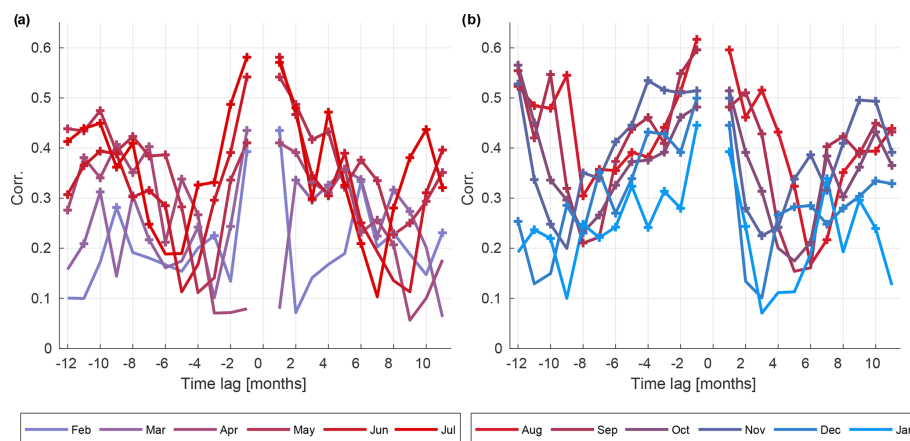 (a)
(b)
0.6
0.5
0.4
0.3
0.2
0.1
0
Corr.
-12 -10 -8 -6 -4 -2 0 2 4 6 8 10
Time lag [months]
0.6
0.5
0.4
0.3
0.2
0.1
0
Corr.
-12 -10 -8 -6 -4 -2 0 2 4 6 8 10
Time lag [months]
Feb Mar Apr May Jun Jul
Aug Sep Oct Nov Dec Jan